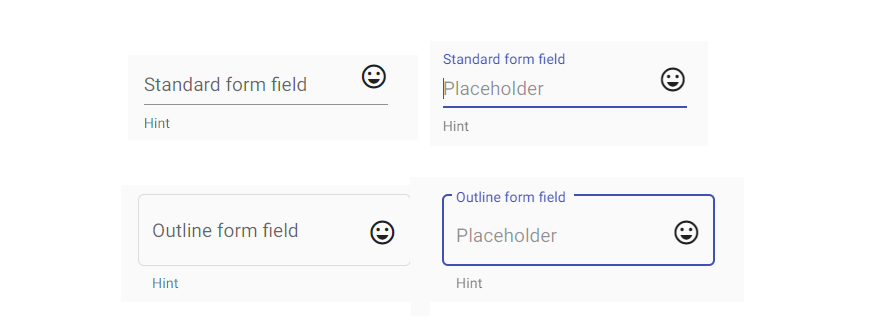 Standard form field
Hint
Standard form field
Placeholder
Hint
Outline form field
Hint
Outline form field
Placeholder
Hint